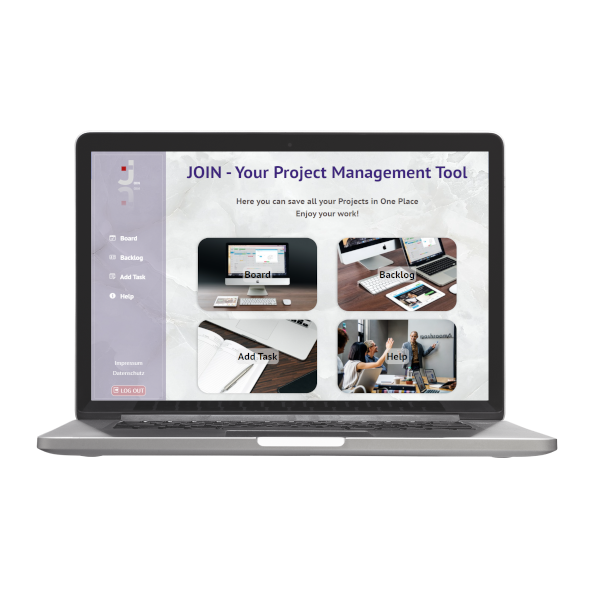 JOIN - Your Project Management Tool
Here you can save all your Projects in One Place
Enjoy your work!
Board
Backlog
Add Task
Help
Impressum
Datenschutz
LOG OUT
Board
Backlog
Add Task
Help